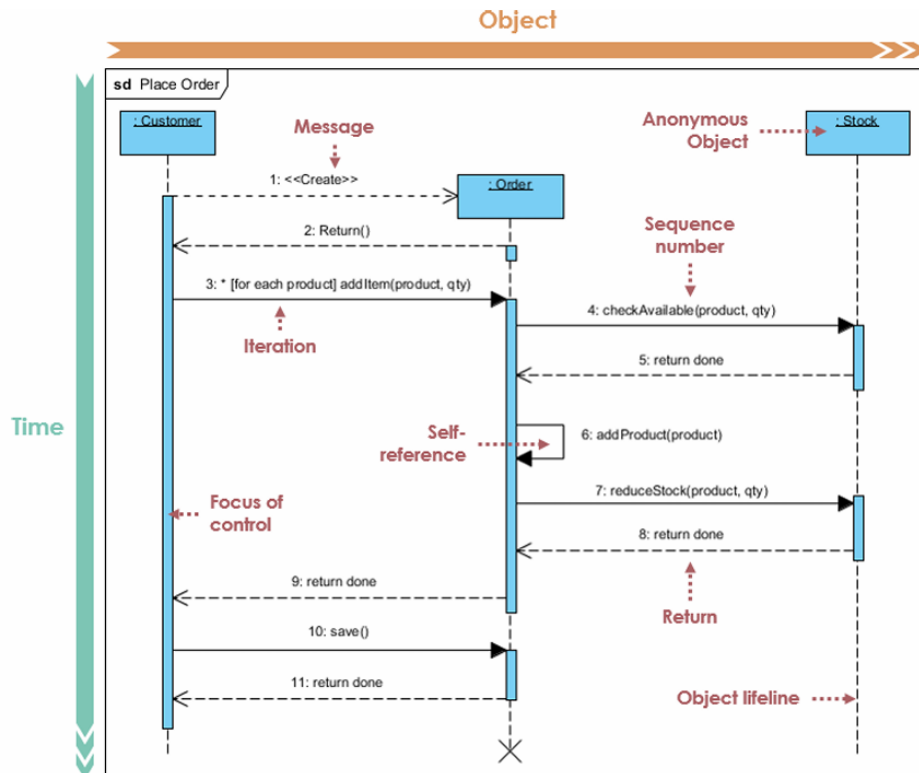 Object
sd Place Order
: Customer
Message
Anonymous
Object
: Stock
1: <<Create>>
: Order
2: Return()
Sequence
number
3: * [for each product] addItem(product, qty)
4: checkAvailable(product, qty)
Iteration
5: return done
Time
Self-
reference
6: addProduct(product)
7: reduceStock(product, qty)
Focus of
control
8: return done
9: return done
Return
10: save()
11: return done
Object lifeline